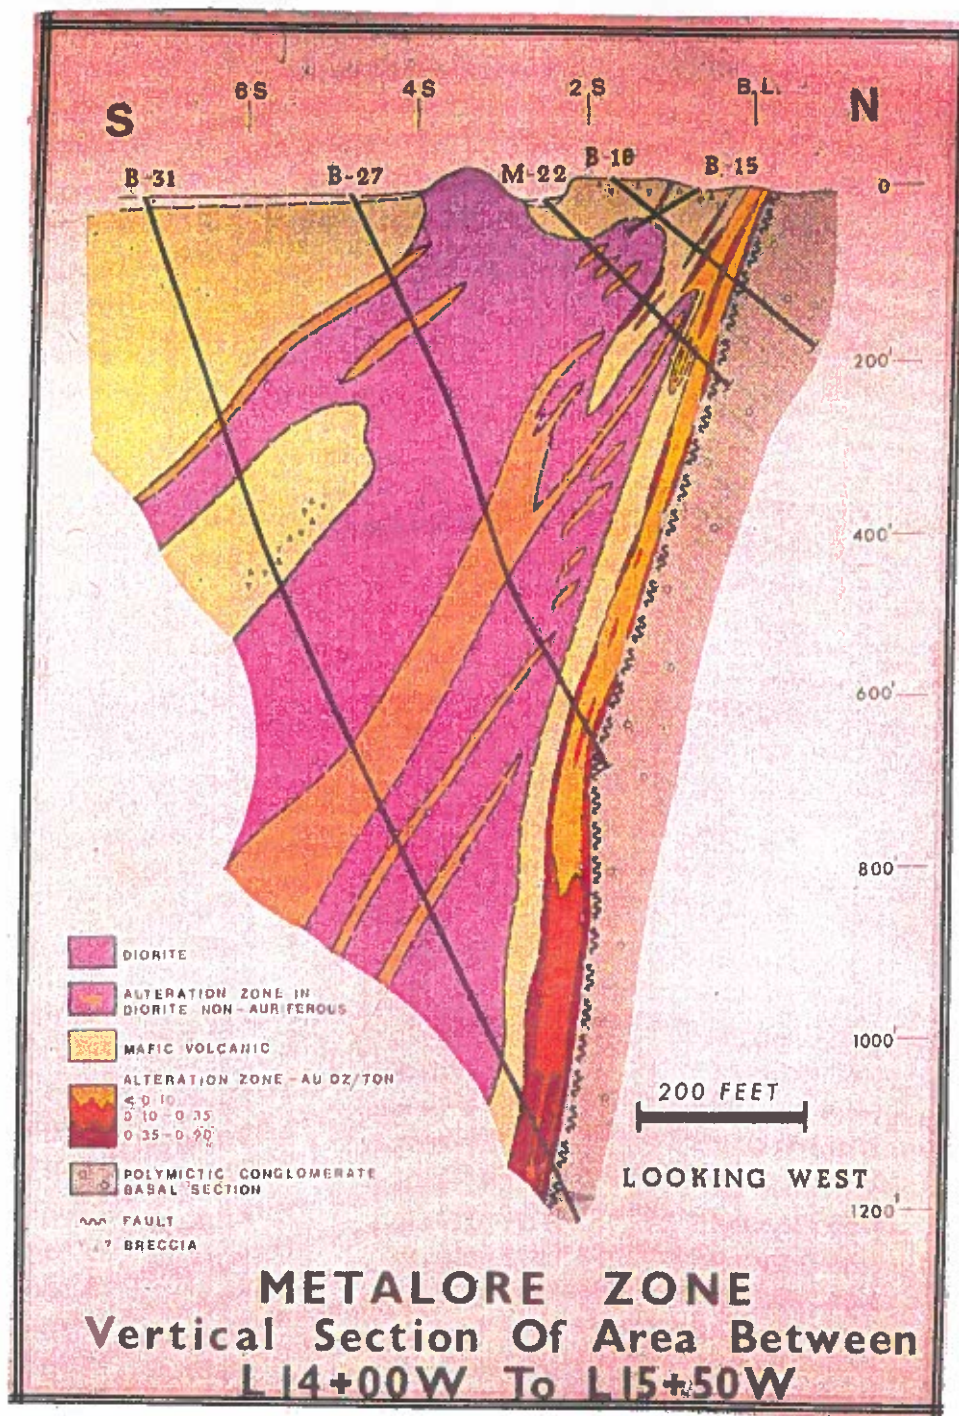 6S 4S 2S B.L.
S N
B-31 B-27 M-22 B-18 B-15
0
200'
400'
600'
800'
1000'
1200'
DIORITE
ALTERATION ZONE IN
DIORITE NON-AURIFEROUS
MAFIC VOLCANIC
ALTERATION ZONE-AU OZ/TON
< 0.10
0.10-0.35
0.35-0.90
POLYMICTIC CONGLOMERATE
BASAL SECTION
FAULT
BRECCIA
200 FEET
LOOKING WEST
METALORE ZONE
Vertical Section Of Area Between
L14+00W To L15+50W